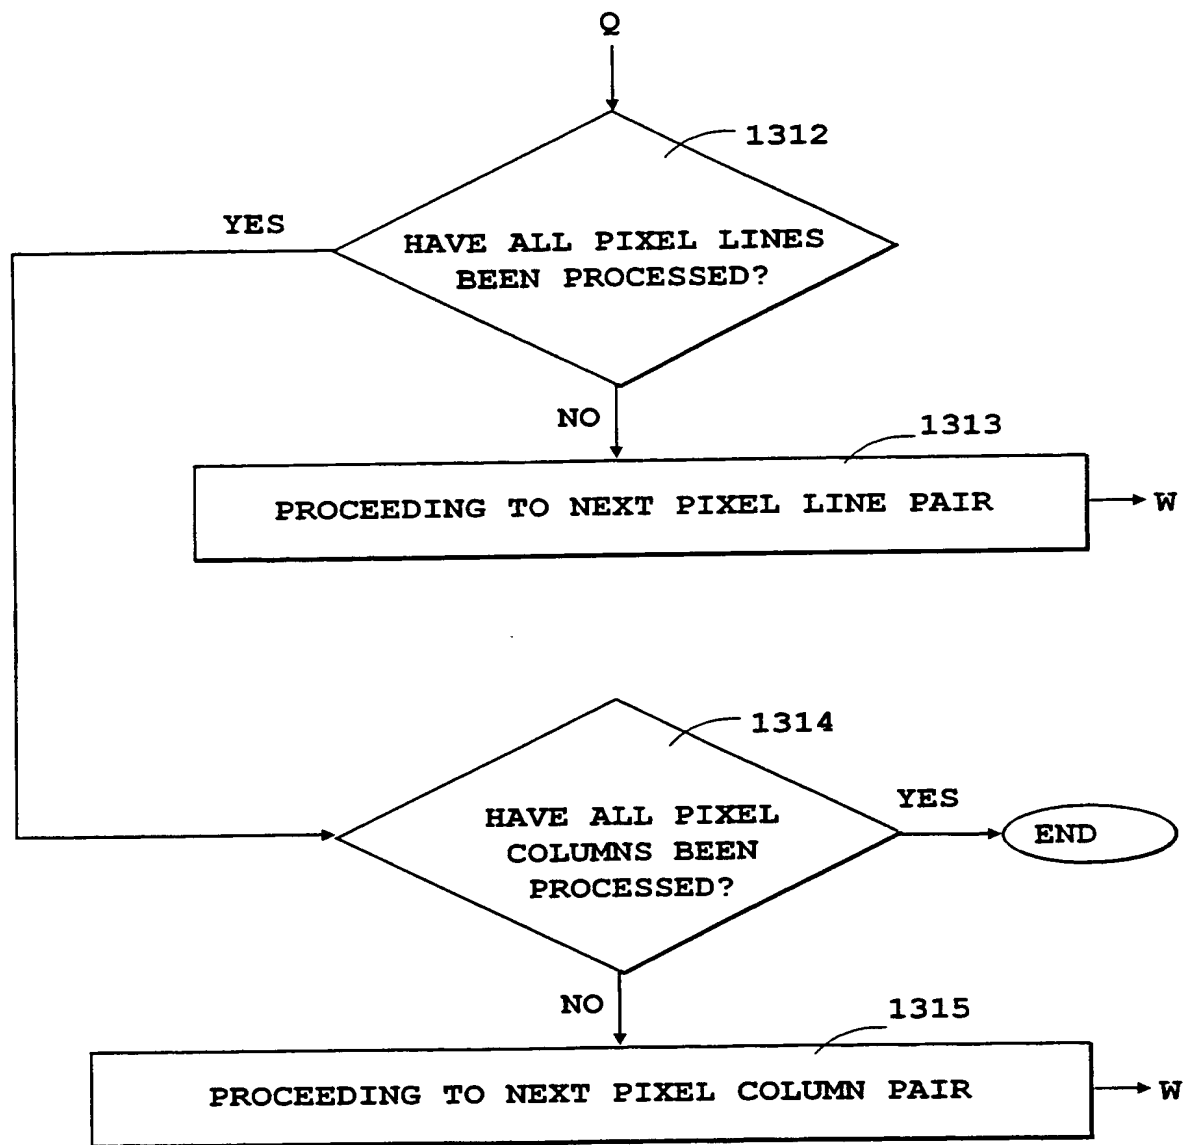 Q
1312
YES
HAVE ALL PIXEL LINES
BEEN PROCESSED?
NO
1313
PROCEEDING TO NEXT PIXEL LINE PAIR
W
1314
HAVE ALL PIXEL
COLUMNS BEEN
PROCESSED?
YES
END
NO
1315
PROCEEDING TO NEXT PIXEL COLUMN PAIR
W